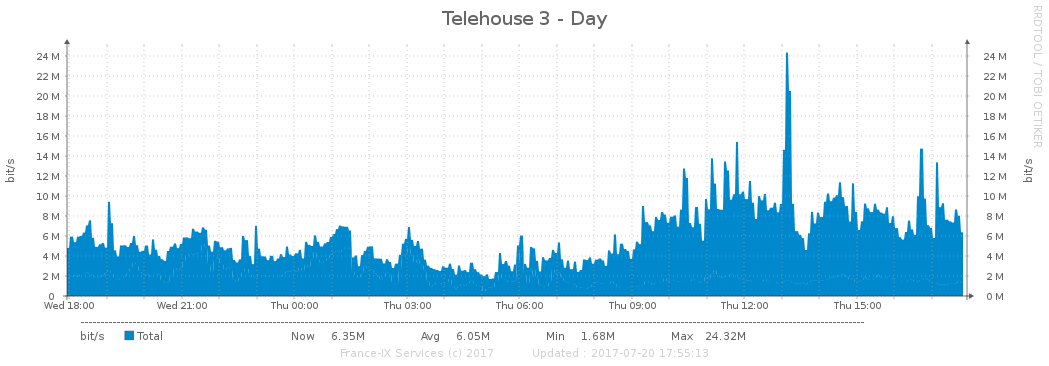 Telehouse 3 - Day
RRDTOOL / TOBI OETIKER
bit/s
bit/s
24 M 24 M
22 M 22 M
20 M 20 M
18 M 18 M
16 M 16 M
14 M 14 M
12 M 12 M
10 M 10 M
8 M 8 M
6 M 6 M
4 M 4 M
2 M 2 M
0 0 M
Wed 18:00 Wed 21:00 Thu 00:00 Thu 03:00 Thu 06:00 Thu 09:00 Thu 12:00 Thu 15:00
bit/s Total Now 6.35M Avg 6.05M Min 1.68M Max 24.32M
France-IX Services (c) 2017 Updated : 2017-07-20 17:55:13